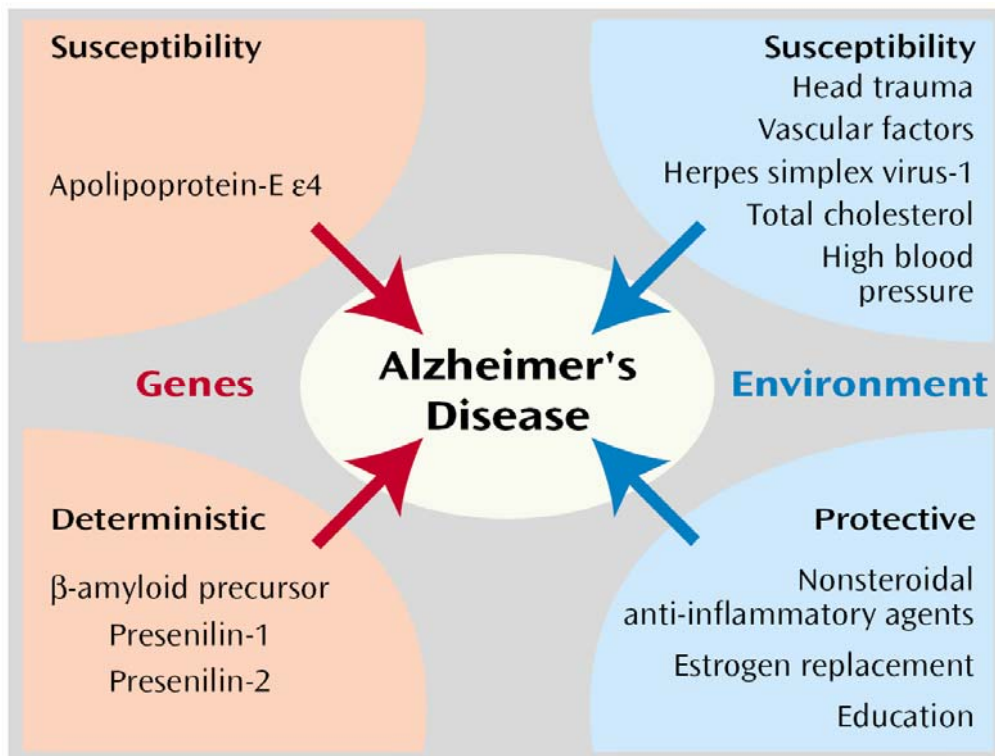 Susceptibility
Apolipoprotein-E ε4
Susceptibility
Head trauma
Vascular factors
Herpes simplex virus-1
Total cholesterol
High blood
pressure
Genes
Alzheimer's
Disease
Environment
Deterministic
β-amyloid precursor
Presenilin-1
Presenilin-2
Protective
Nonsteroidal
anti-inflammatory agents
Estrogen replacement
Education